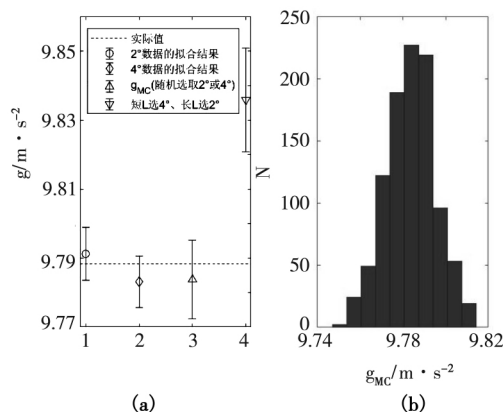 9.85
9.83
9.81
9.79
9.77
g/m·s⁻²
实际值
2°数据的拟合结果
4°数据的拟合结果
gMC(随机选取2°或4°)
短L选4°、长L选2°
1 2 3 4
(a)
250
200
150
100
50
0
N
9.74 9.78 9.82
gMC/m·s⁻²
(b)